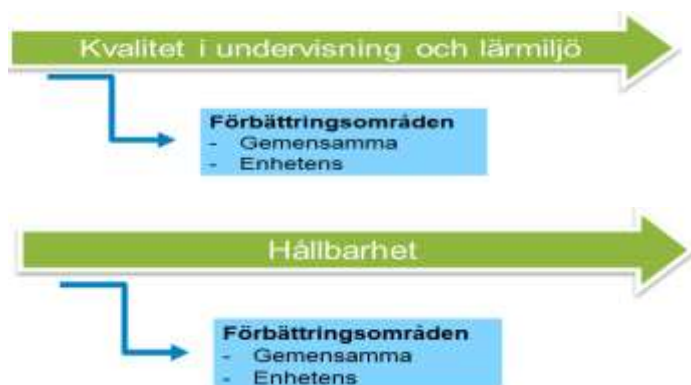 Kvalitet i undervisning och lärmiljö
Förbättringsområden
- Gemensamma
- Enhetens
Hållbarhet
Förbättringsområden
- Gemensamma
- Enhetens